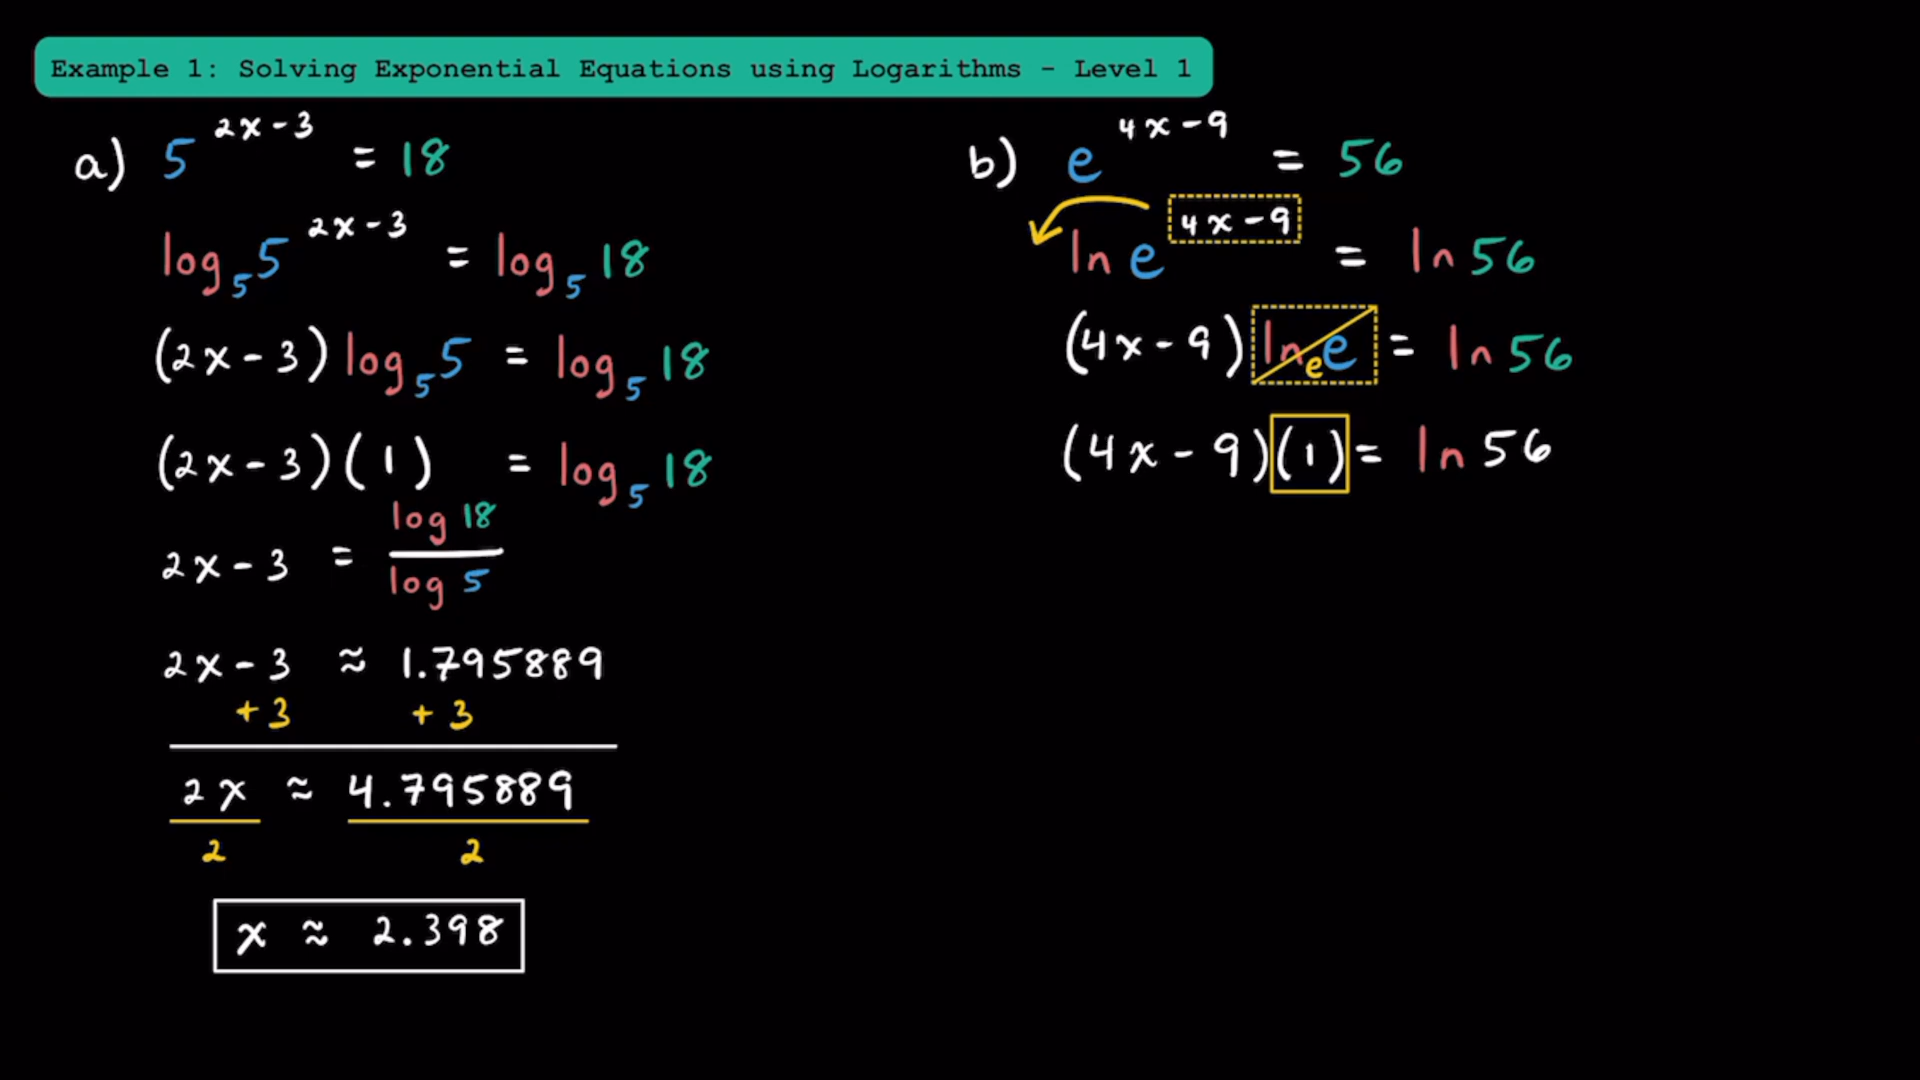 Example 1: Solving Exponential Equations using Logarithms - Level 1
a) 5^(2x-3) = 18
log₅5^(2x-3) = log₅18
(2x-3)log₅5 = log₅18
(2x-3)(1) = log₅18
2x-3 = log 18 / log 5
2x-3 ≈ 1.795889
+3 +3
2x ≈ 4.795889
2 2
x ≈ 2.398
b) e^(4x-9) = 56
ln e^(4x-9) = ln 56
(4x-9) lnₑe = ln 56
(4x-9)(1) = ln 56